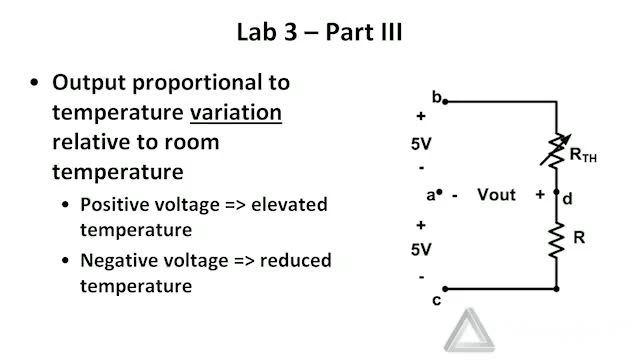 Lab 3 – Part III
• Output proportional to
temperature variation
relative to room
temperature
• Positive voltage => elevated
temperature
• Negative voltage => reduced
temperature
b
+
5V
-
RTH
a - Vout + d
+
5V
-
R
c